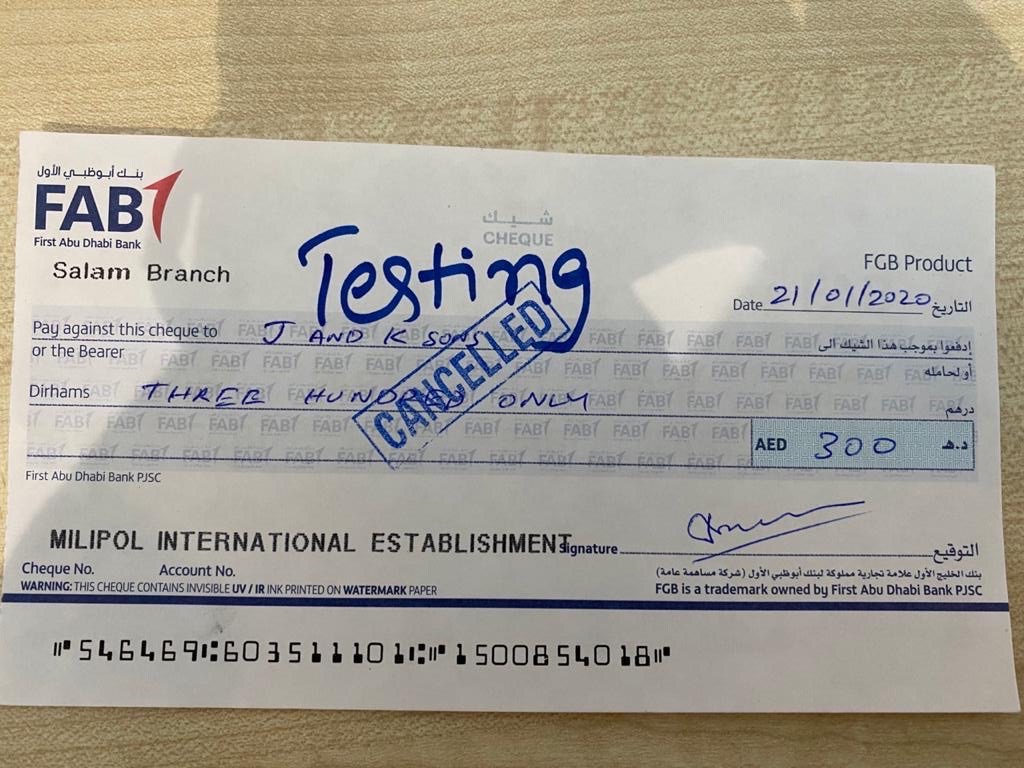 بنك أبوظبي الأول
FAB
First Abu Dhabi Bank
Salam Branch
شيك
CHEQUE
Testing
FGB Product
Date 21/01/2020 التاريخ
Pay against this cheque to J AND K SONS إدفعوا بموجب هذا الشيك الى
or the Bearer أو لحامله
CANCELLED
Dirhams THREE HUNDRED ONLY درهم
AED 300 د.هـ
First Abu Dhabi Bank PJSC
MILIPOL INTERNATIONAL ESTABLISHMENT Signature التوقيع
Cheque No. Account No.
بنك الخليج الأول علامة تجارية مملوكة لبنك أبوظبي الأول (شركة مساهمة عامة)
WARNING: THIS CHEQUE CONTAINS INVISIBLE UV / IR INK PRINTED ON WATERMARK PAPER
FGB is a trademark owned by First Abu Dhabi Bank PJSC
⑈546469⑆603511101⑆⑈1500854018⑈